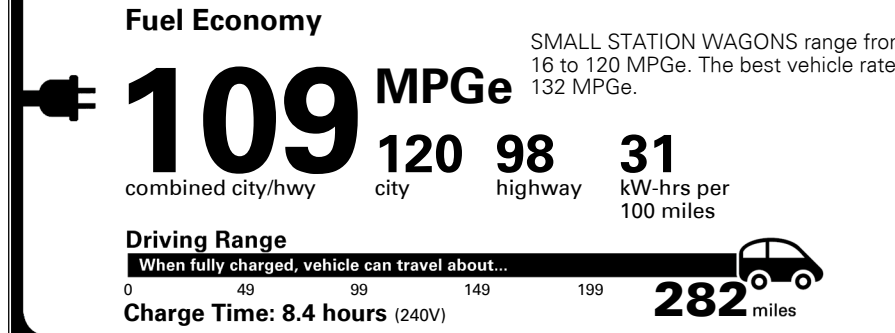 Fuel Economy
SMALL STATION WAGONS range from
16 to 120 MPGe. The best vehicle rate
132 MPGe.
109 MPGe
combined city/hwy
120 98 31
city highway kW-hrs per
100 miles
Driving Range
When fully charged, vehicle can travel about...
0 49 99 149 199 282 miles
Charge Time: 8.4 hours (240V)